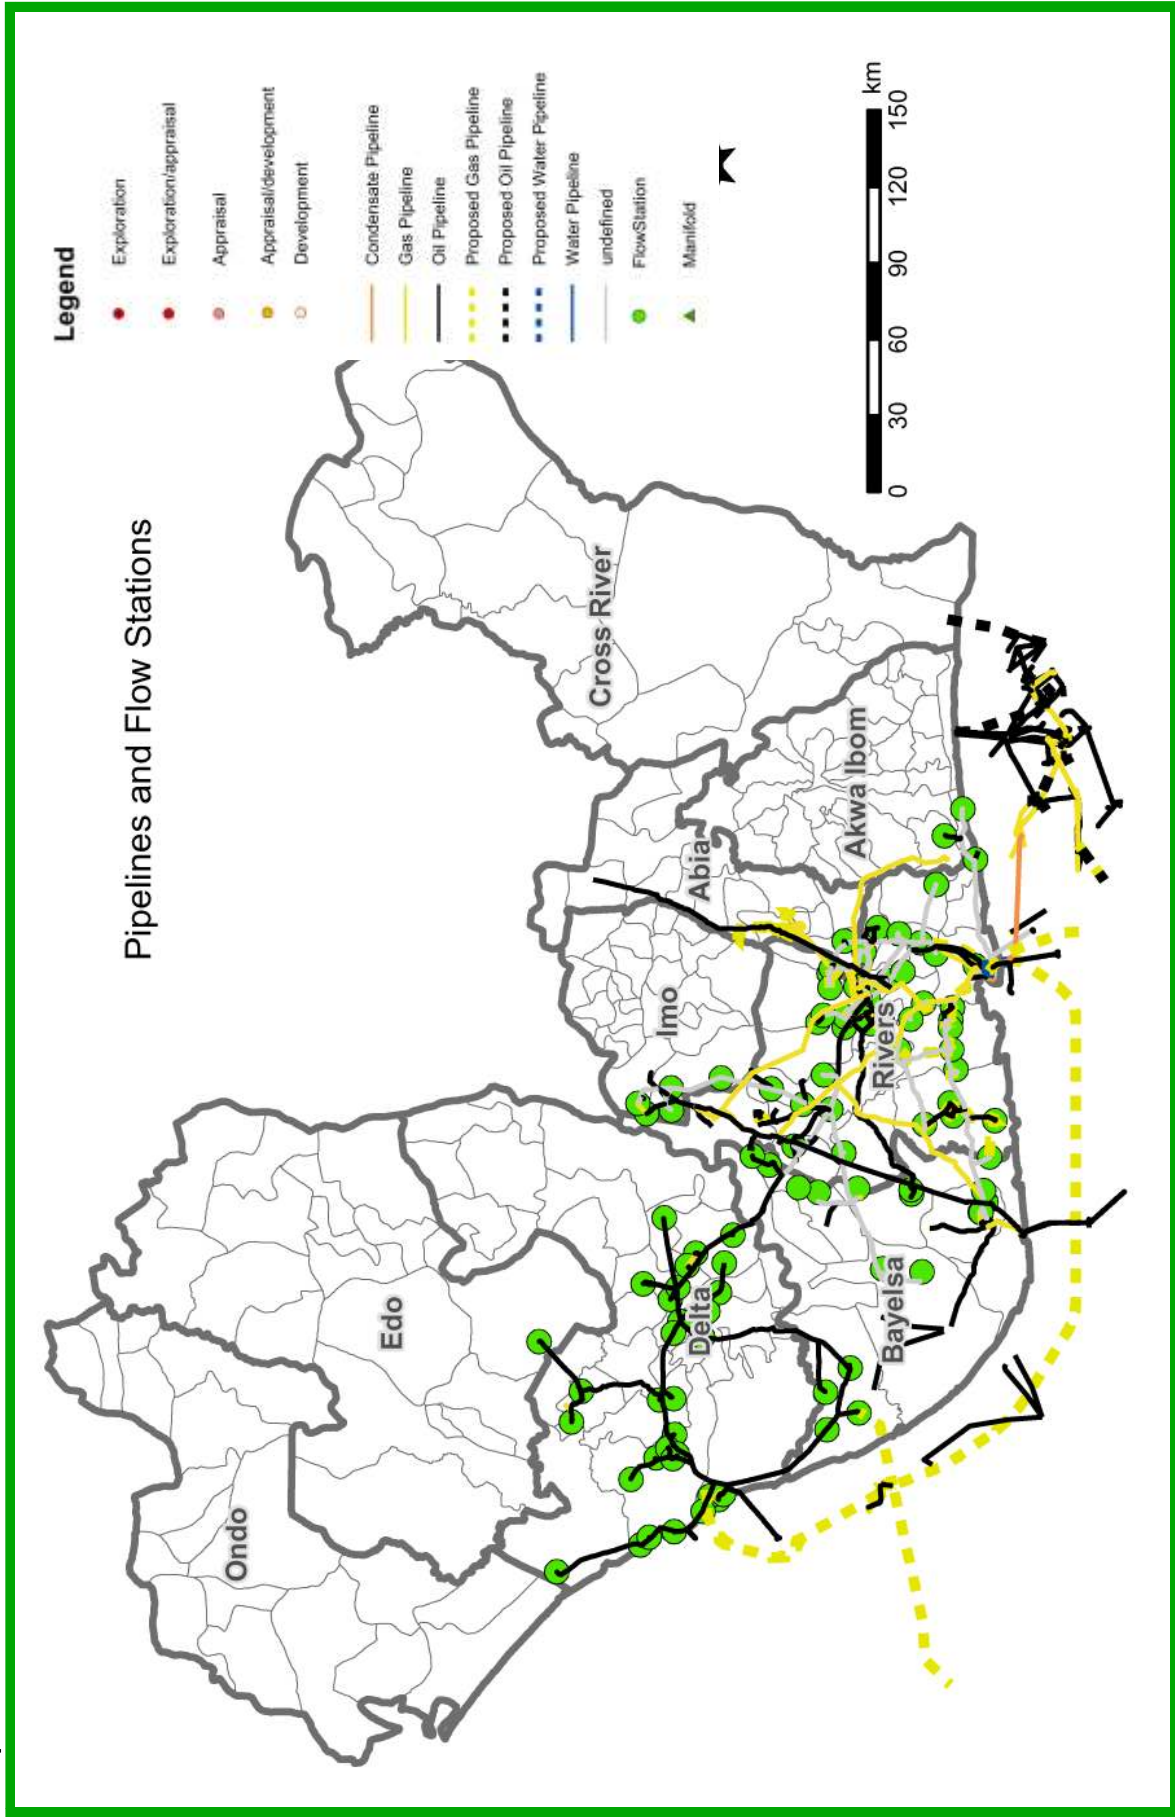 Pipelines and Flow Stations
Legend
Exploration
Exploration/appraisal
Appraisal
Appraisal/development
Development
Condensate Pipeline
Gas Pipeline
Oil Pipeline
Proposed Gas Pipeline
Proposed Oil Pipeline
Proposed Water Pipeline
Water Pipeline
undefined
FlowStation
Manifold
0 30 60 90 120 150 km
Ondo
Edo
Delta
Bayelsa
Imo
Rivers
Abia
Akwa Ibom
Cross River